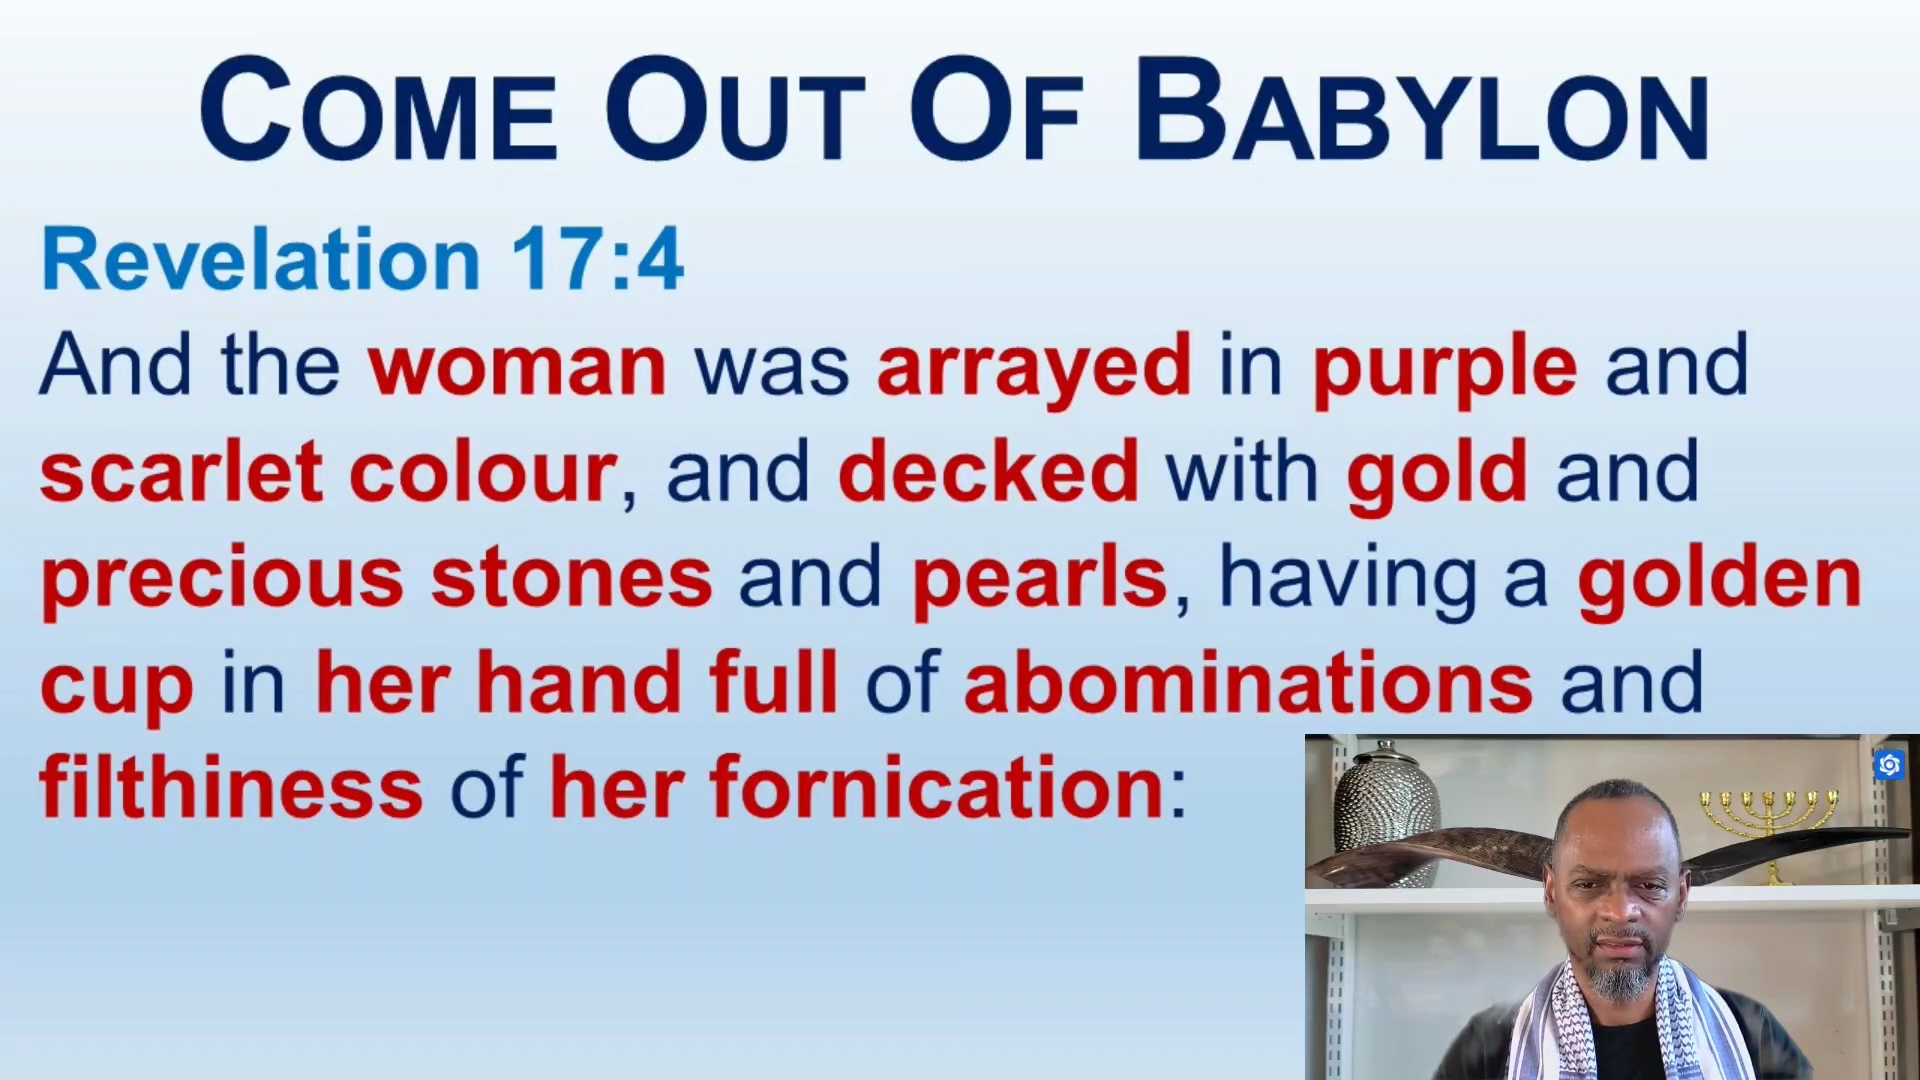 COME OUT OF BABYLON
Revelation 17:4
And the woman was arrayed in purple and
scarlet colour, and decked with gold and
precious stones and pearls, having a golden
cup in her hand full of abominations and
filthiness of her fornication: